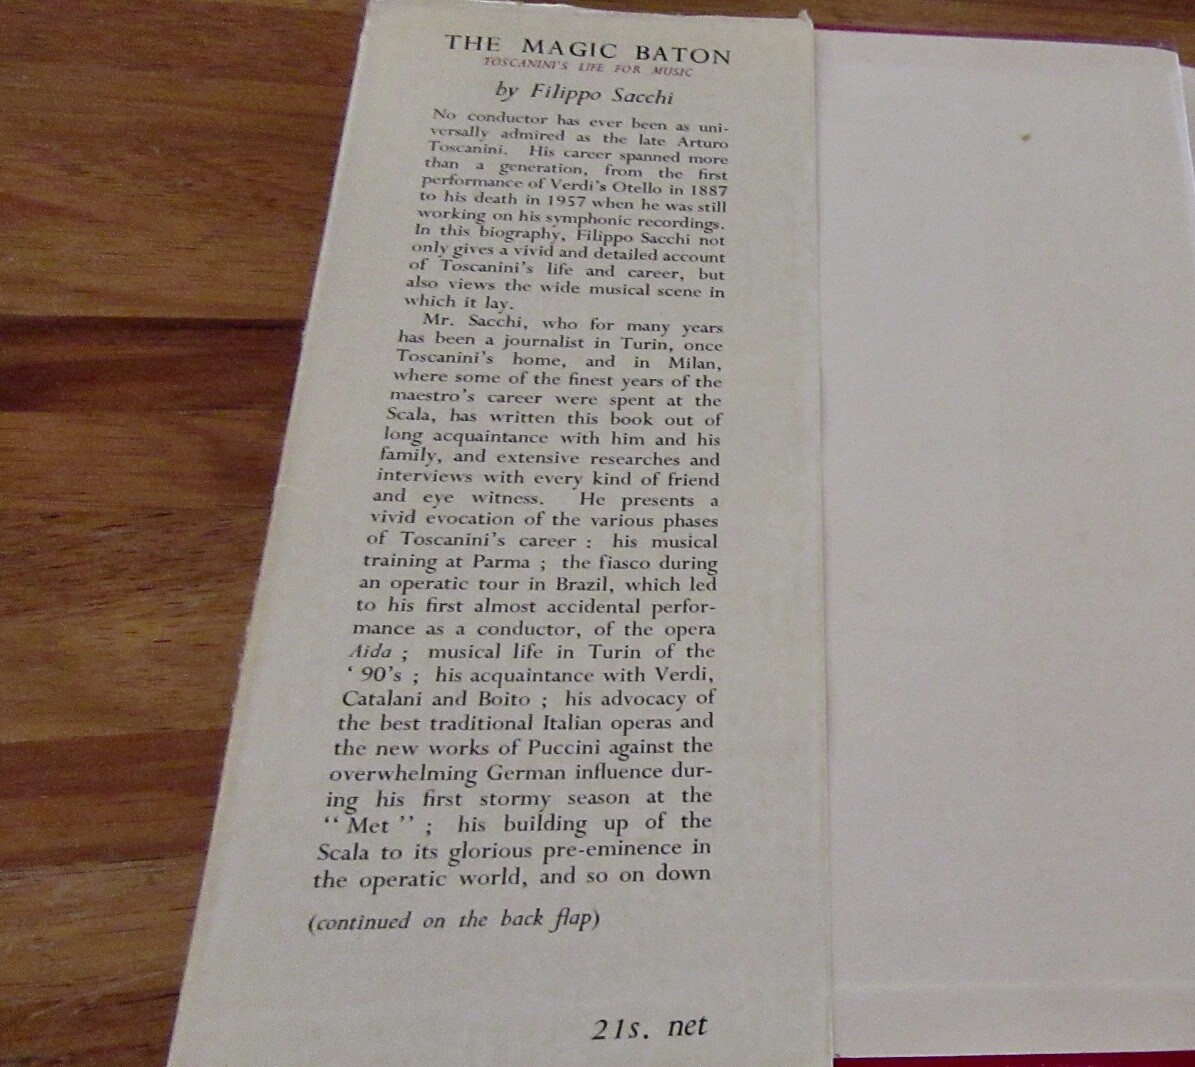 THE MAGIC BATON
TOSCANINI'S LIFE FOR MUSIC
by Filippo Sacchi
No conductor has ever been as uni-
versally admired as the late Arturo
Toscanini. His career spanned more
than a generation, from the first
performance of Verdi's Otello in 1887
to his death in 1957 when he was still
working on his symphonic recordings.
In this biography, Filippo Sacchi not
only gives a vivid and detailed account
of Toscanini's life and career, but
also views the wide musical scene in
which it lay.
Mr. Sacchi, who for many years
has been a journalist in Turin, once
Toscanini's home, and in Milan,
where some of the finest years of the
maestro's career were spent at the
Scala, has written this book out of
long acquaintance with him and his
family, and extensive researches and
interviews with every kind of friend
and eye witness. He presents a
vivid evocation of the various phases
of Toscanini's career : his musical
training at Parma ; the fiasco during
an operatic tour in Brazil, which led
to his first almost accidental perfor-
mance as a conductor, of the opera
Aida ; musical life in Turin of the
' 90's ; his acquaintance with Verdi,
Catalani and Boito ; his advocacy of
the best traditional Italian operas and
the new works of Puccini against the
overwhelming German influence dur-
ing his first stormy season at the
“ Met ” ; his building up of the
Scala to its glorious pre-eminence in
the operatic world, and so on down
(continued on the back flap)
21s. net